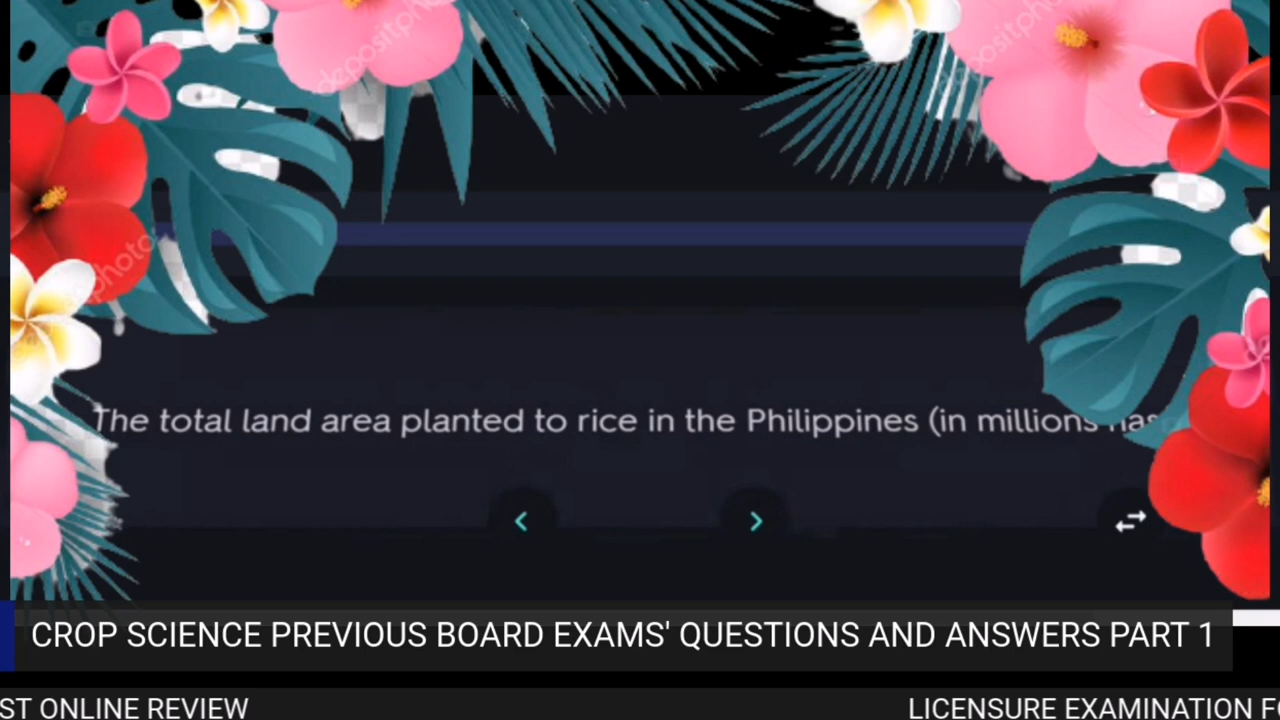 The total land area planted to rice in the Philippines (in millions has
CROP SCIENCE PREVIOUS BOARD EXAMS' QUESTIONS AND ANSWERS PART 1
ST ONLINE REVIEW
LICENSURE EXAMINATION